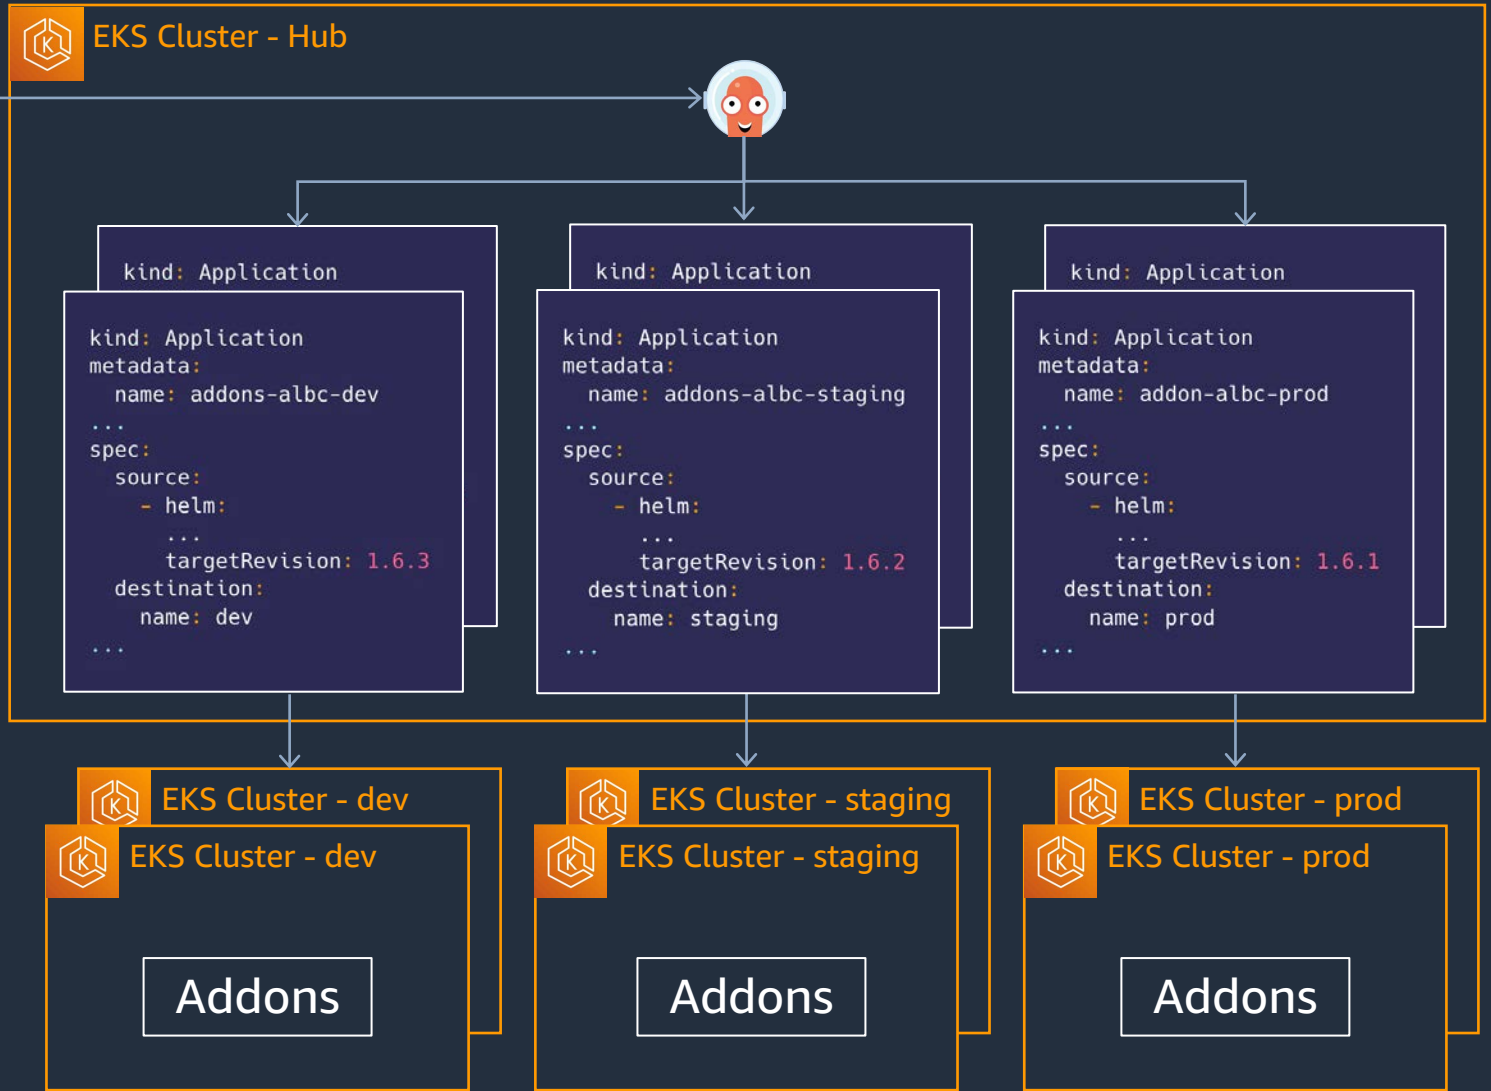 EKS Cluster - Hub
kind: Application
kind: Application
metadata:
  name: addons-albc-dev
...
spec:
  source:
    - helm:
      ...
      targetRevision: 1.6.3
  destination:
    name: dev
...
kind: Application
kind: Application
metadata:
  name: addons-albc-staging
...
spec:
  source:
    - helm:
      ...
      targetRevision: 1.6.2
  destination:
    name: staging
...
kind: Application
kind: Application
metadata:
  name: addon-albc-prod
...
spec:
  source:
    - helm:
      ...
      targetRevision: 1.6.1
  destination:
    name: prod
...
EKS Cluster - dev
EKS Cluster - dev
Addons
EKS Cluster - staging
EKS Cluster - staging
Addons
EKS Cluster - prod
EKS Cluster - prod
Addons